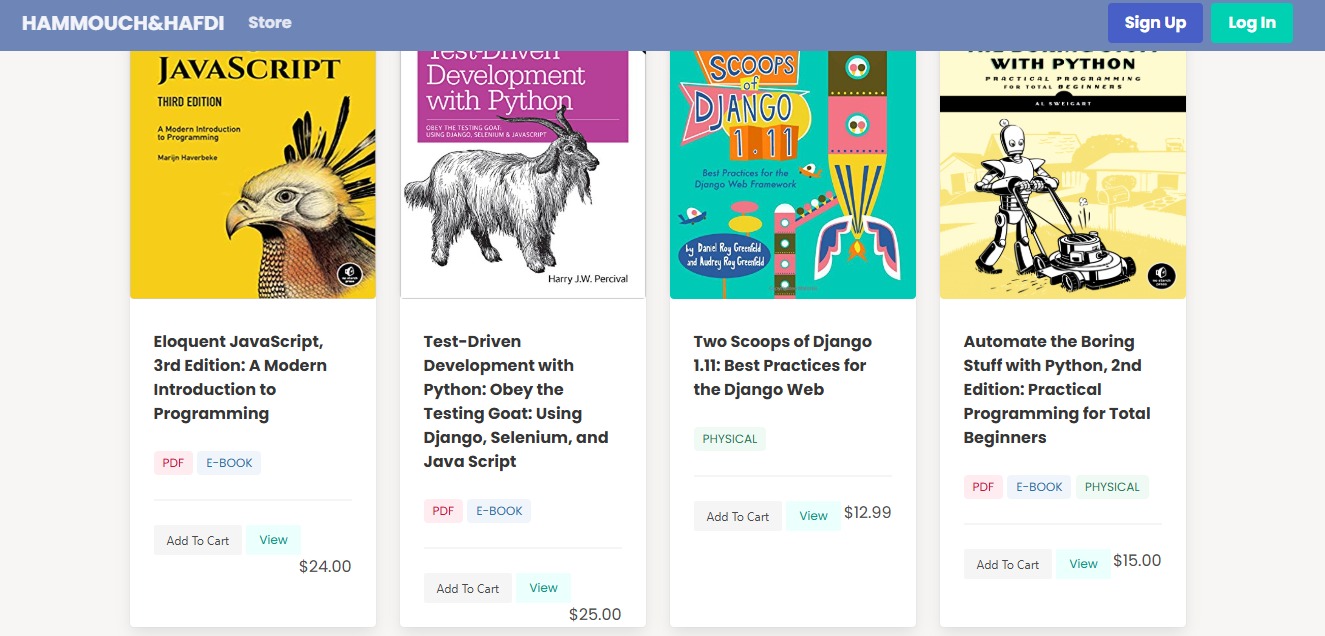 HAMMOUCH&HAFDI
Store
Sign Up
Log In
JAVASCRIPT
THIRD EDITION
A Modern Introduction
to Programming
Marijn Haverbeke
Test-Driven
Development
with Python
OBEY THE TESTING GOAT:
USING DJANGO, SELENIUM & JAVASCRIPT
Harry J.W. Percival
SCOOPS
of
DJANGO
1.11
Best Practices for the
Django Web Framework
by Daniel Roy Greenfeld
and Audrey Roy Greenfeld
THE BORING STUFF
WITH PYTHON
PRACTICAL PROGRAMMING
FOR TOTAL BEGINNERS
AL SWEIGART
Eloquent JavaScript,
3rd Edition: A Modern
Introduction to
Programming
PDF
E-BOOK
Add To Cart
View
$24.00
Test-Driven
Development with
Python: Obey the
Testing Goat: Using
Django, Selenium, and
Java Script
PDF
E-BOOK
Add To Cart
View
$25.00
Two Scoops of Django
1.11: Best Practices for
the Django Web
PHYSICAL
Add To Cart
View
$12.99
Automate the Boring
Stuff with Python, 2nd
Edition: Practical
Programming for Total
Beginners
PDF
E-BOOK
PHYSICAL
Add To Cart
View
$15.00